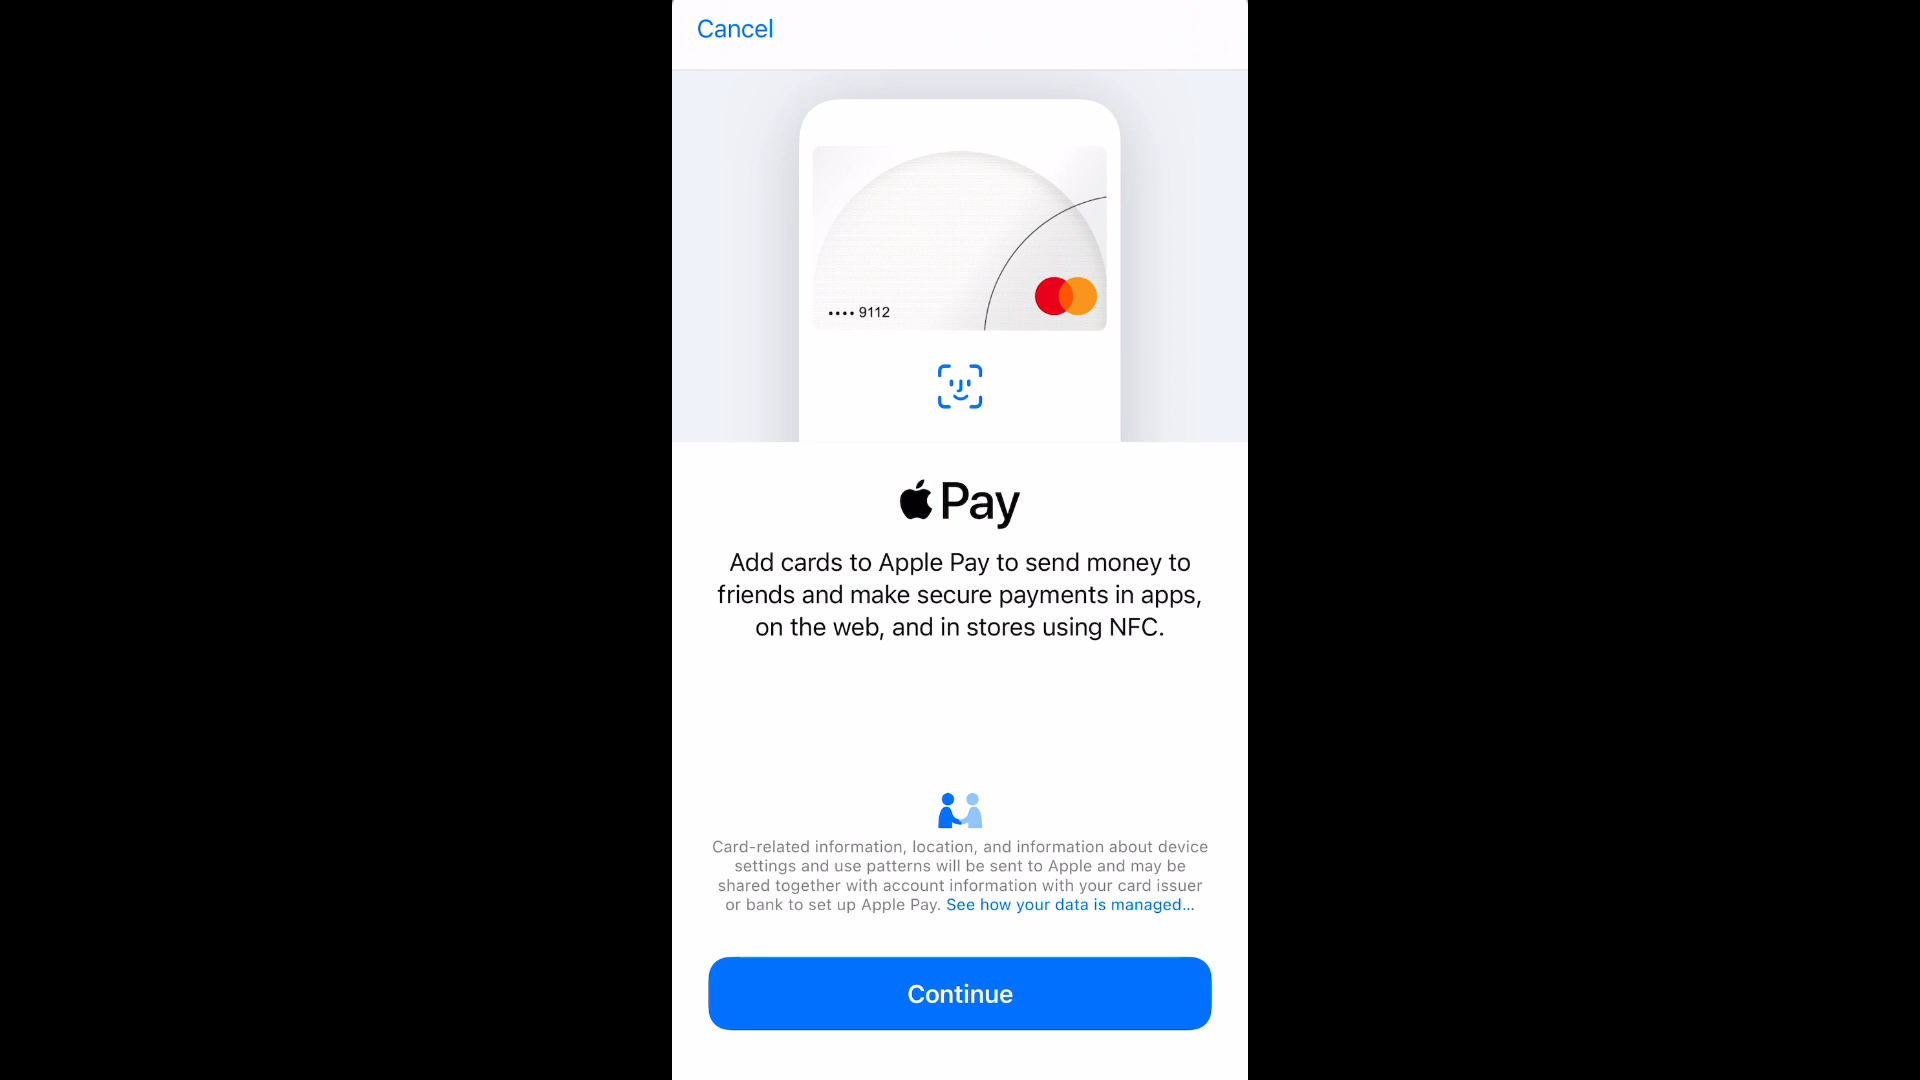 Cancel
•••• 9112
Pay
Add cards to Apple Pay to send money to
friends and make secure payments in apps,
on the web, and in stores using NFC.
Card-related information, location, and information about device
settings and use patterns will be sent to Apple and may be
shared together with account information with your card issuer
or bank to set up Apple Pay. See how your data is managed...
Continue